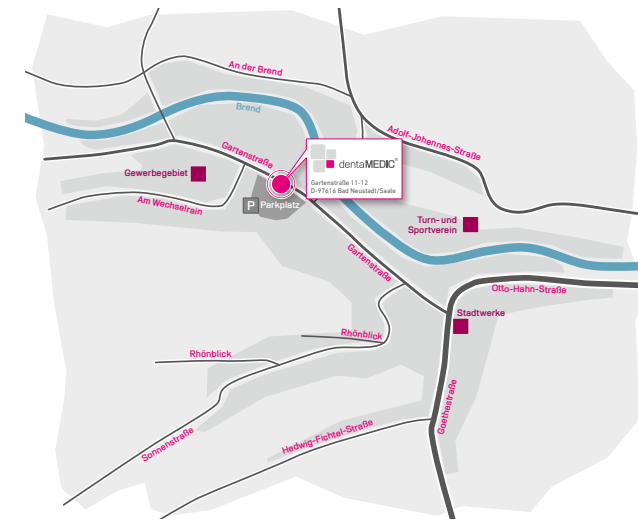 An der Brend
Brend
Adolf-Johannes-Straße
Gartenstraße
dentaMEDIC®
Gartenstraße 11-12
D-97616 Bad Neustadt/Saale
Gewerbegebiet
Am Wechselrain
P Parkplatz
Turn- und
Sportverein
Gartenstraße
Otto-Hahn-Straße
Stadtwerke
Rhönblick
Rhönblick
Goethestraße
Sonnenstraße
Hedwig-Fichtel-Straße